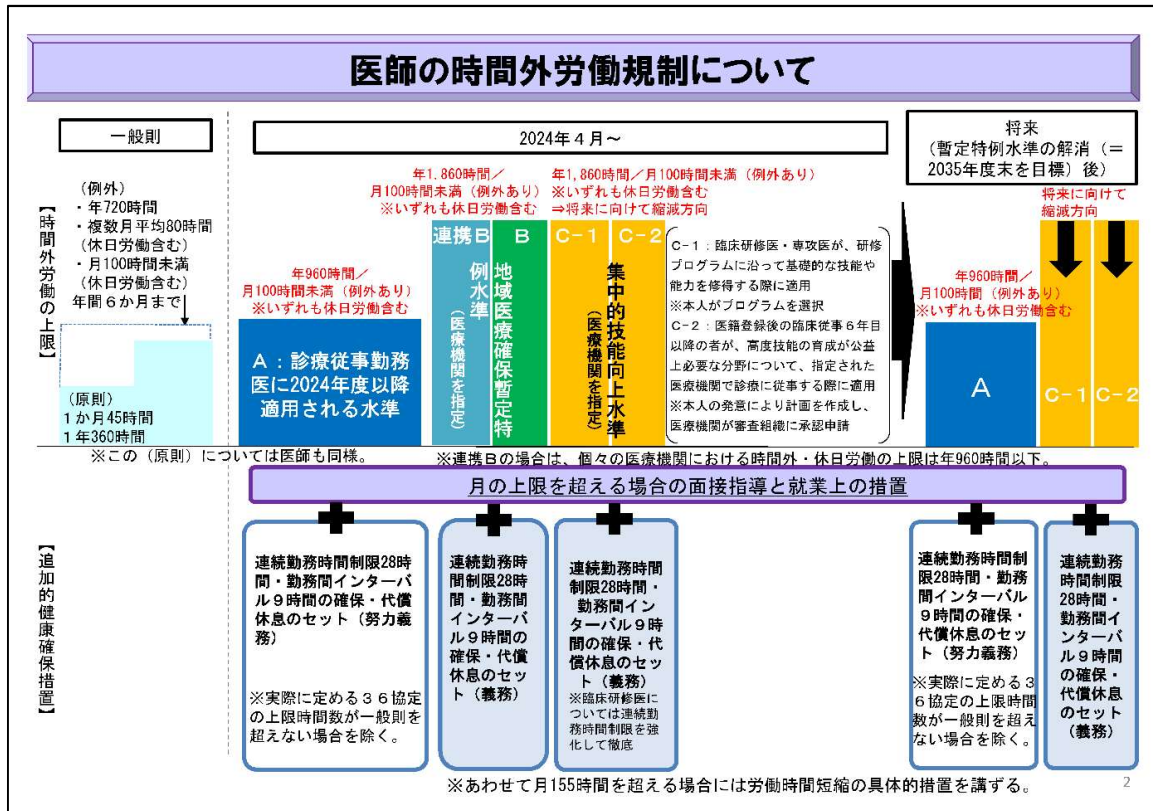 医師の時間外労働規制について
一般則
2024年４月～
将来
（暫定特例水準の解消（＝
2035年度末を目標）後）
【時間外労働の上限】
（例外）
・年720時間
・複数月平均80時間
（休日労働含む）
・月100時間未満
（休日労働含む）
年間６か月まで
（原則）
１か月45時間
１年360時間
※この（原則）については医師も同様。
年960時間／
月100時間未満（例外あり）
※いずれも休日労働含む
Ａ：診療従事勤務
医に2024年度以降
適用される水準
年1,860時間／
月100時間未満（例外あり）
※いずれも休日労働含む
連携Ｂ
Ｂ
地域医療確保暫定特
例水準
（医療機関を指定）
年1,860時間／月100時間未満（例外あり）
※いずれも休日労働含む
⇒将来に向けて縮減方向
Ｃ－１
Ｃ－２
集中的技能向上水準
（医療機関を指定）
Ｃ－１：臨床研修医・専攻医が、研修
プログラムに沿って基礎的な技能や
能力を修得する際に適用
※本人がプログラムを選択
Ｃ－２：医籍登録後の臨床従事６年目
以降の者が、高度技能の育成が公益
上必要な分野について、指定された
医療機関で診療に従事する際に適用
※本人の発意により計画を作成し、
医療機関が審査組織に承認申請
年960時間／
月100時間（例外あり）
※いずれも休日労働含む
Ａ
将来に向けて
縮減方向
Ｃ－１
Ｃ－２
※連携Ｂの場合は、個々の医療機関における時間外・休日労働の上限は年960時間以下。
月の上限を超える場合の面接指導と就業上の措置
【追加的健康確保措置】
連続勤務時間制限28時
間・勤務間インターバ
ル９時間の確保・代償
休息のセット（努力義
務）
※実際に定める３６協定
の上限時間数が一般則を
超えない場合を除く。
連続勤務時
間制限28時
間・勤務間
インターバ
ル９時間の
確保・代償
休息のセッ
ト（義務）
連続勤務時間
制限28時間・
勤務間イン
ターバル９時
間の確保・代
償休息のセッ
ト（義務）
※臨床研修医に
ついては連続勤
務時間制限を強
化して徹底
連続勤務時間制
限28時間・勤務
間インターバル
９時間の確保・
代償休息のセッ
ト（努力義務）
※実際に定める３
６協定の上限時間
数が一般則を超え
ない場合を除く。
連続勤務
時間制限
28時間・
勤務間イ
ンターバ
ル９時間
の確保・
代償休息
のセット
（義務）
※あわせて月155時間を超える場合には労働時間短縮の具体的措置を講ずる。
2